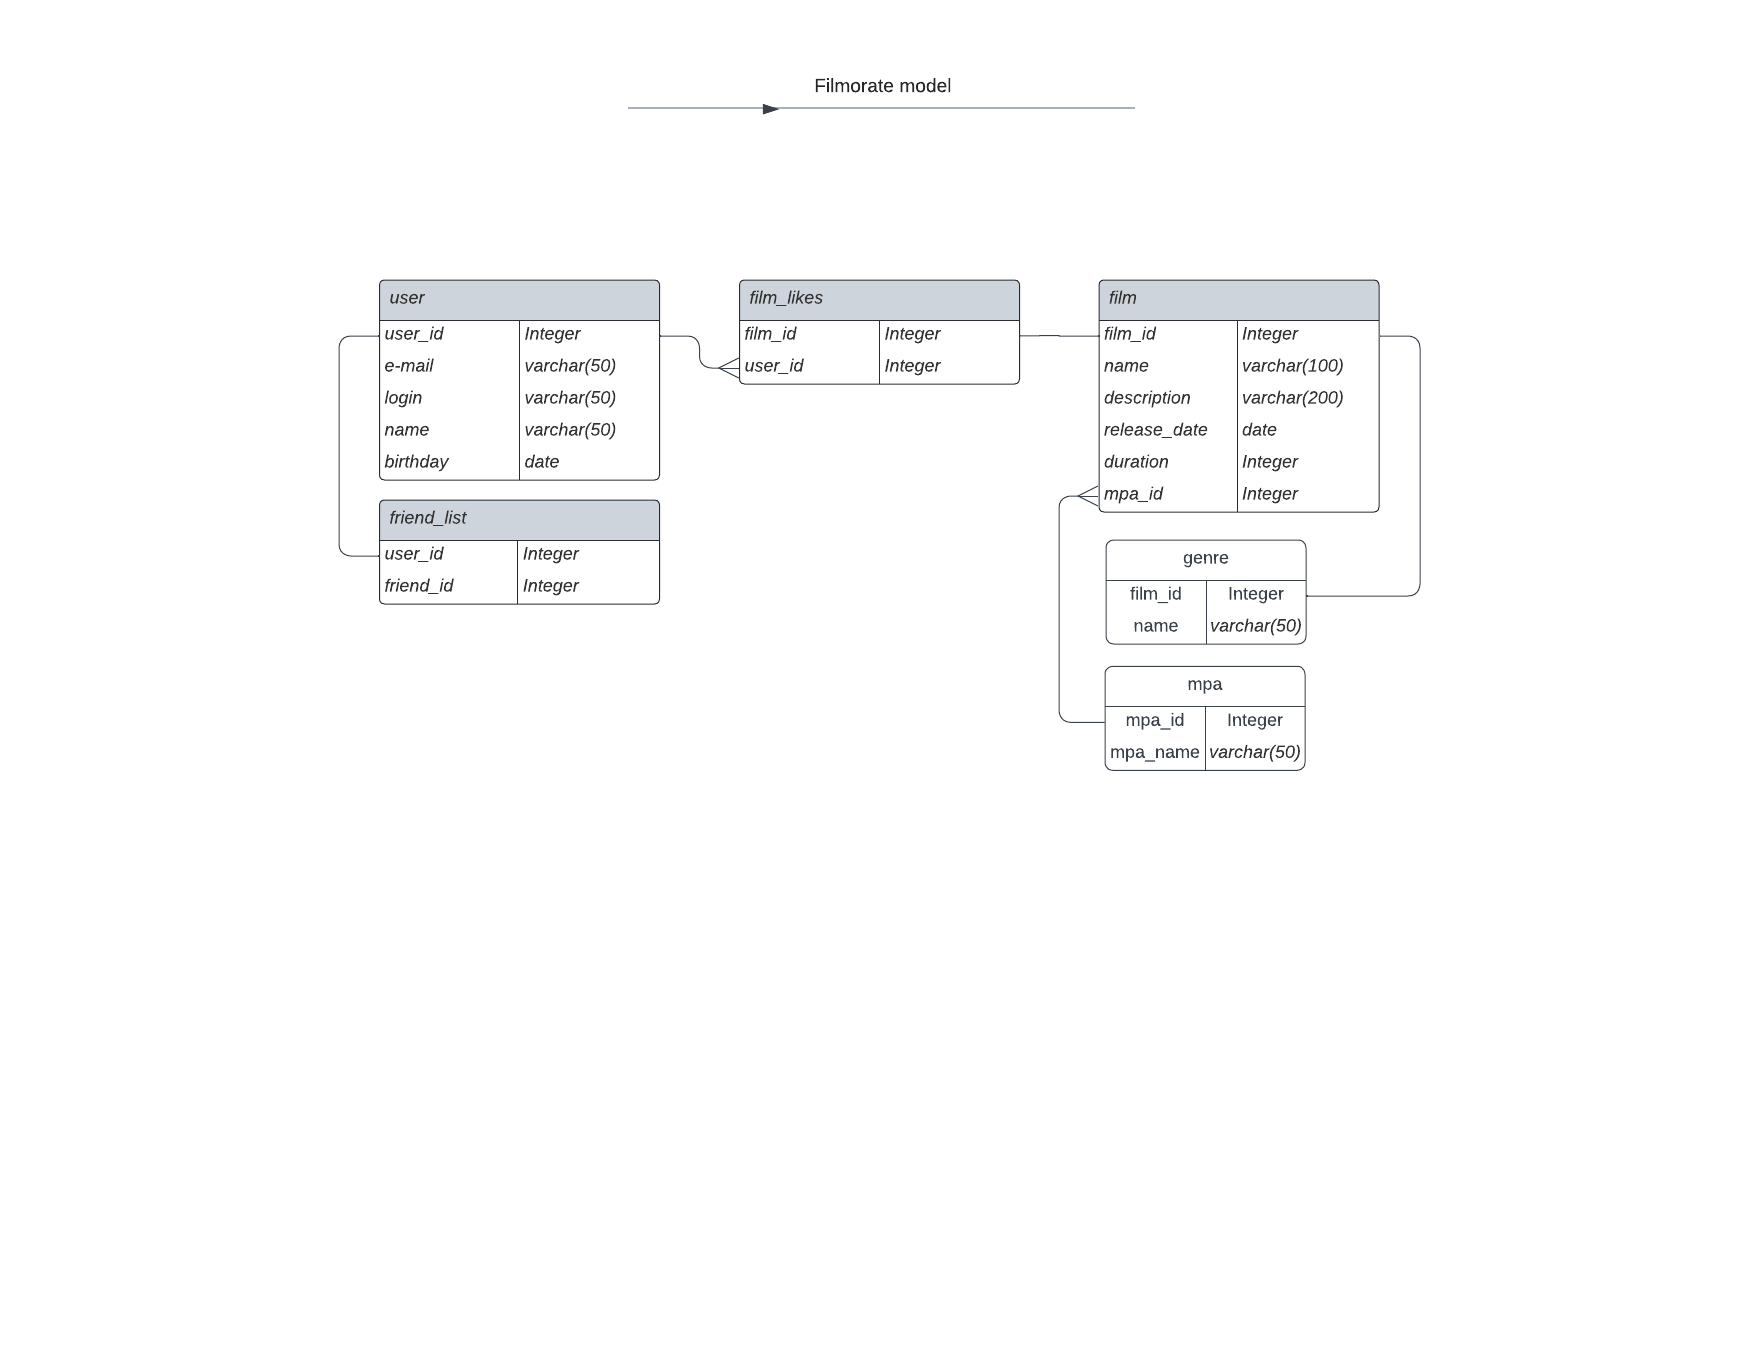 Filmorate model
user
user_id Integer
e-mail varchar(50)
login varchar(50)
name varchar(50)
birthday date
friend_list
user_id Integer
friend_id Integer
film_likes
film_id Integer
user_id Integer
film
film_id Integer
name varchar(100)
description varchar(200)
release_date date
duration Integer
mpa_id Integer
genre
film_id Integer
name varchar(50)
mpa
mpa_id Integer
mpa_name varchar(50)